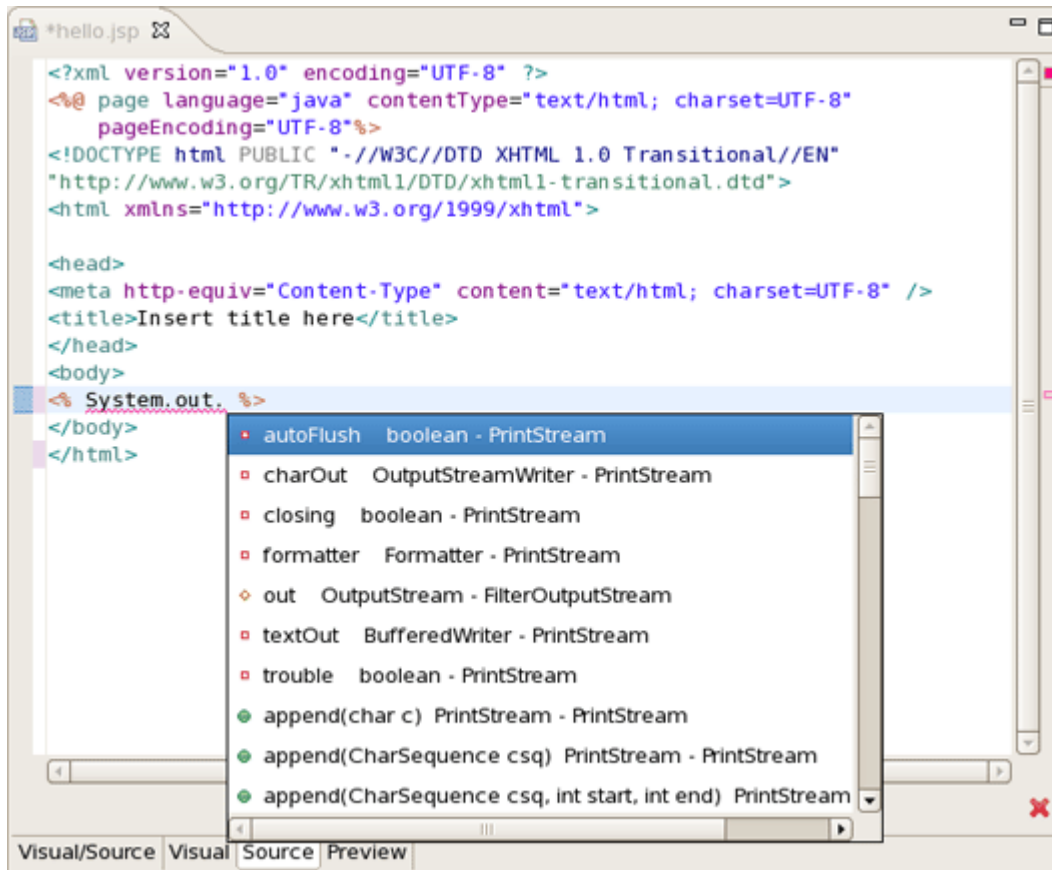 *hello.jsp
<?xml version="1.0" encoding="UTF-8" ?>
<%@ page language="java" contentType="text/html; charset=UTF-8"
    pageEncoding="UTF-8"%>
<!DOCTYPE html PUBLIC "-//W3C//DTD XHTML 1.0 Transitional//EN"
"http://www.w3.org/TR/xhtml1/DTD/xhtml1-transitional.dtd">
<html xmlns="http://www.w3.org/1999/xhtml">
<head>
<meta http-equiv="Content-Type" content="text/html; charset=UTF-8" />
<title>Insert title here</title>
</head>
<body>
<% System.out. %>
</body>
</html>
autoFlush boolean - PrintStream
charOut OutputStreamWriter - PrintStream
closing boolean - PrintStream
formatter Formatter - PrintStream
out OutputStream - FilterOutputStream
textOut BufferedWriter - PrintStream
trouble boolean - PrintStream
append(char c) PrintStream - PrintStream
append(CharSequence csq) PrintStream - PrintStream
append(CharSequence csq, int start, int end) PrintStream
Visual/Source Visual Source Preview